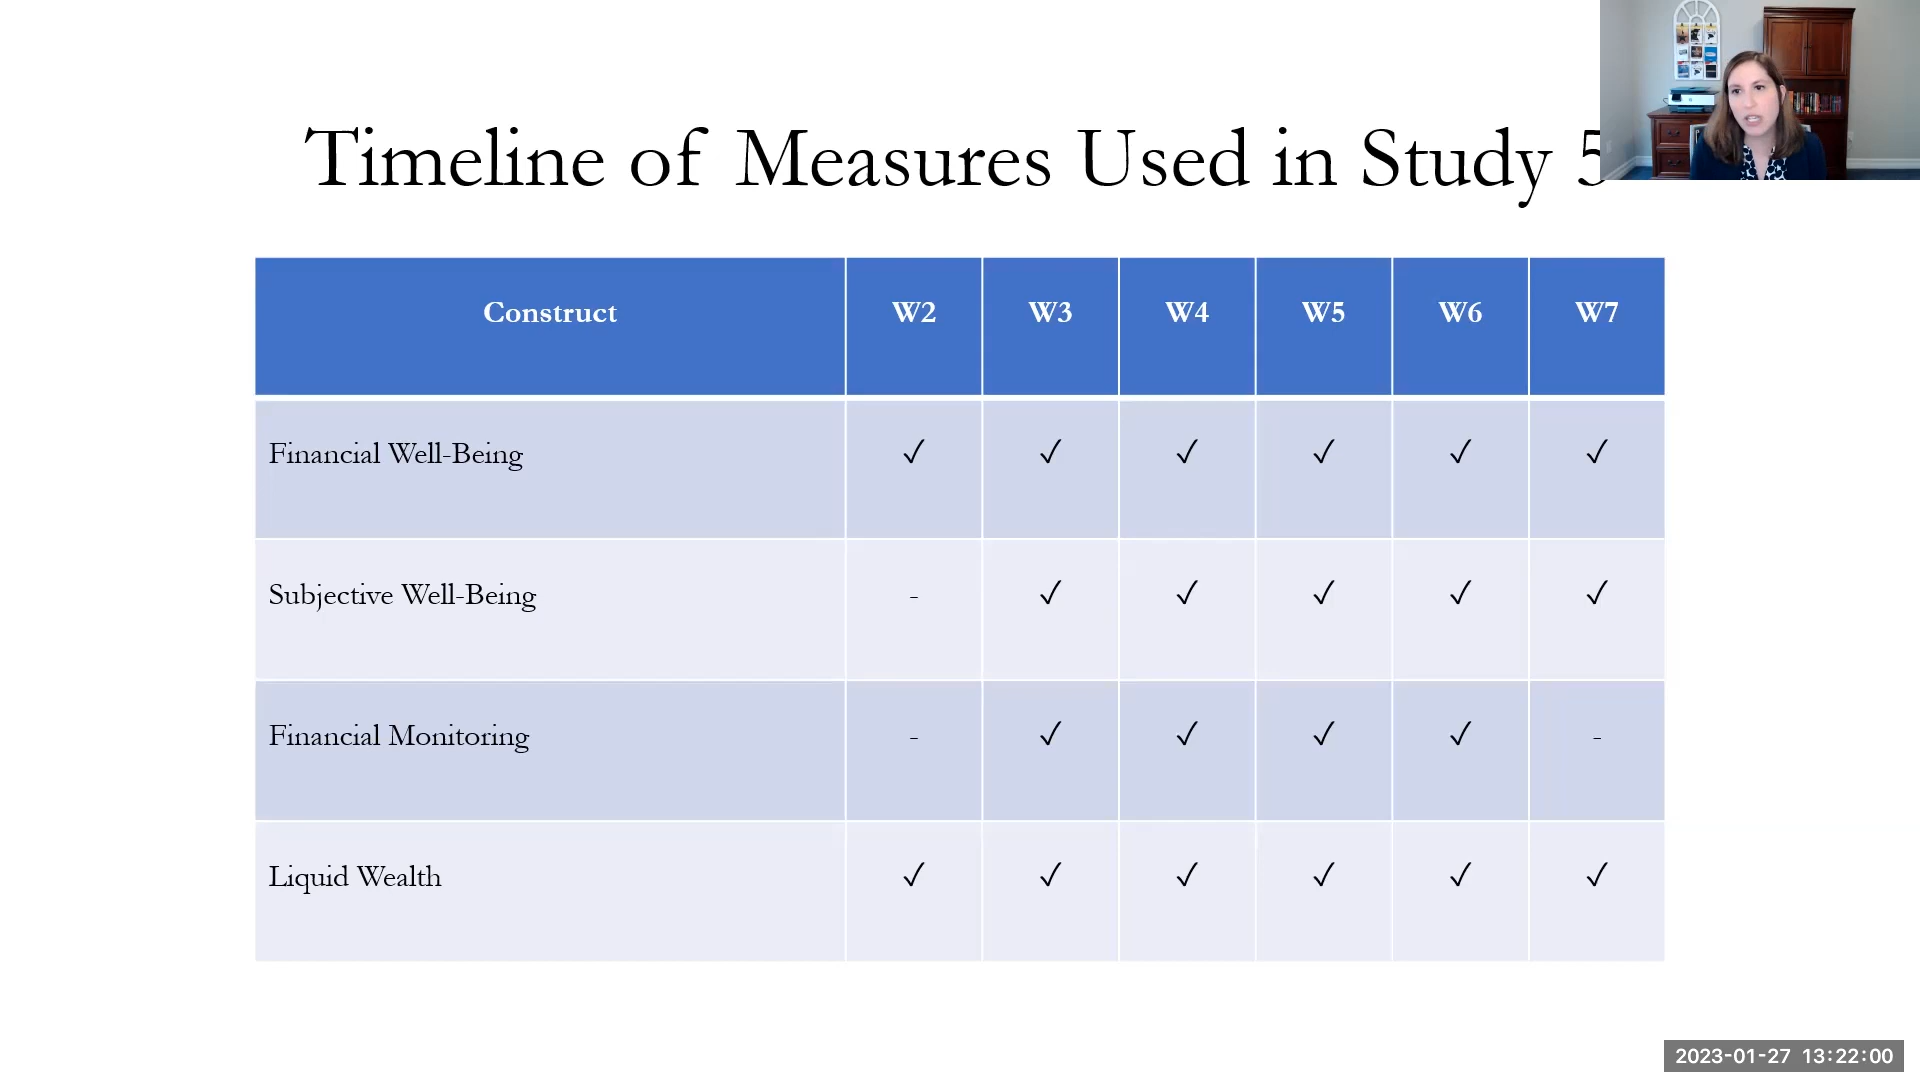 Timeline of Measures Used in Study 5
Construct W2 W3 W4 W5 W6 W7
Financial Well-Being ✓ ✓ ✓ ✓ ✓ ✓
Subjective Well-Being - ✓ ✓ ✓ ✓ ✓
Financial Monitoring - ✓ ✓ ✓ ✓ -
Liquid Wealth ✓ ✓ ✓ ✓ ✓ ✓
2023-01-27 13:22:00